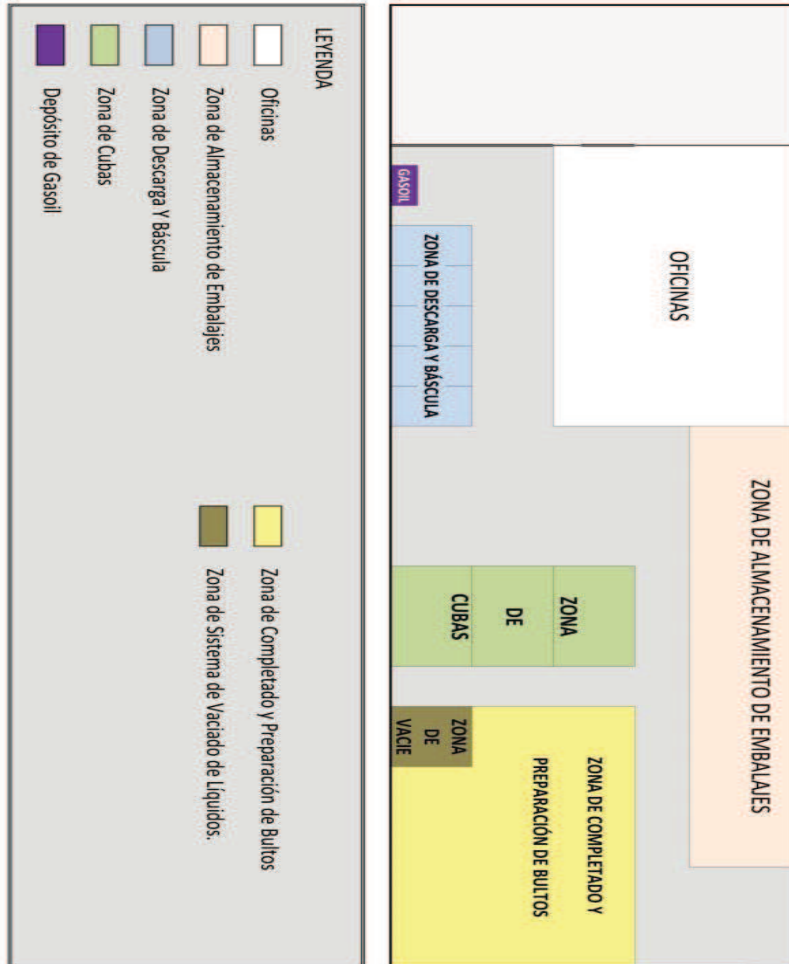 OFICINAS
ZONA DE ALMACENAMIENTO DE EMBALAJES
GASOIL
ZONA DE DESCARGA Y BÁSCULA
ZONA
DE
CUBAS
ZONA
DE
VACIE
ZONA DE COMPLETADO Y
PREPARACIÓN DE BULTOS
LEYENDA
Oficinas
Zona de Almacenamiento de Embalajes
Zona de Descarga Y Báscula
Zona de Cubas
Depósito de Gasoil
Zona de Completado y Preparación de Bultos
Zona de Sistema de Vaciado de Líquidos.